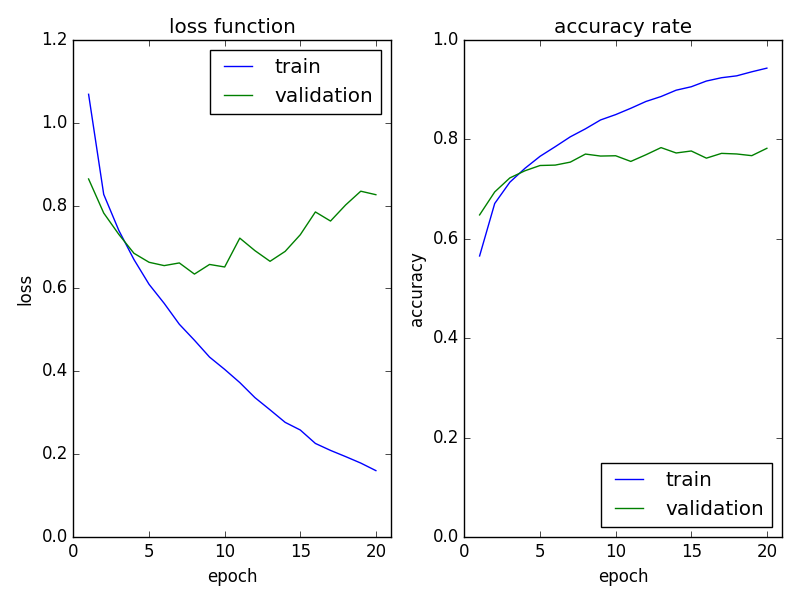 loss function
1.2
1.0
0.8
0.6
0.4
0.2
0.0
loss
0
5
10
15
20
epoch
train
validation
accuracy rate
1.0
0.8
0.6
0.4
0.2
0.0
accuracy
0
5
10
15
20
epoch
train
validation